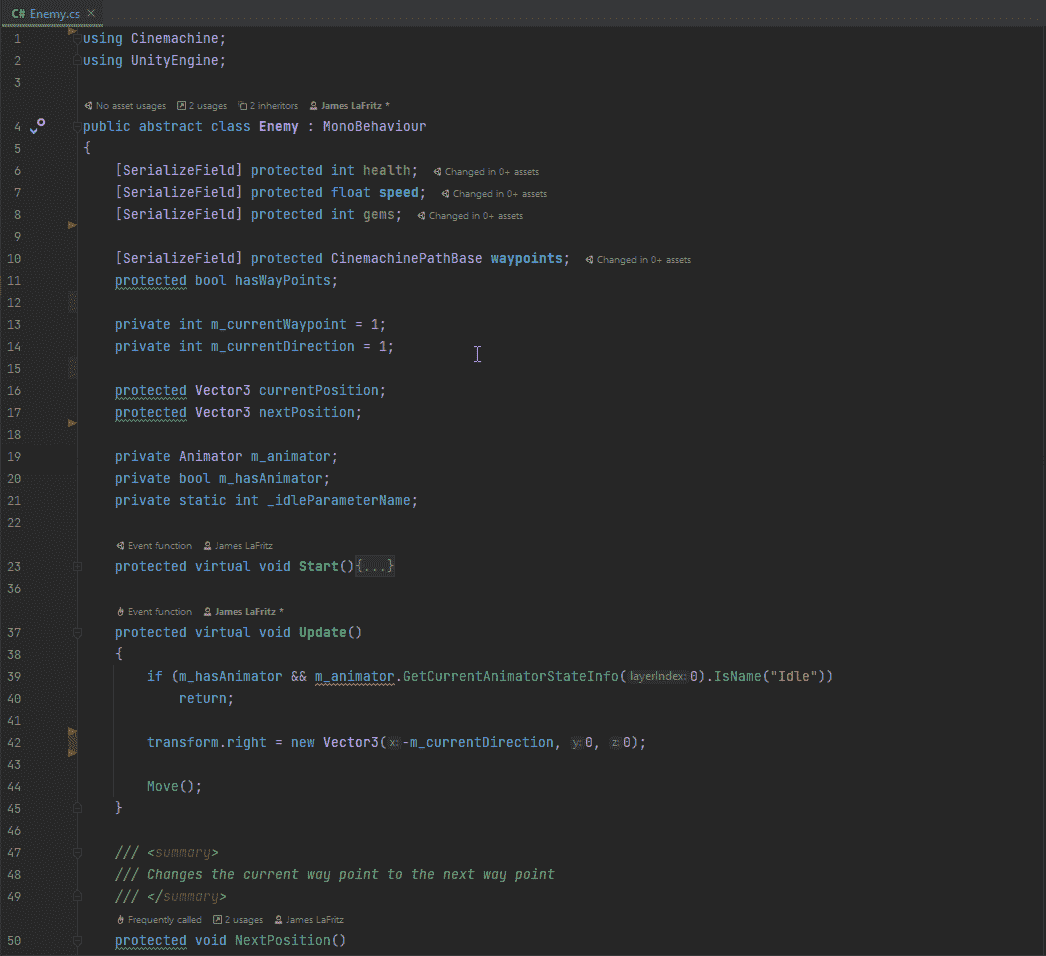 C# Enemy.cs ×
1 using Cinemachine;
2 using UnityEngine;
3
No asset usages 2 usages 2 inheritors James LaFritz *
4 public abstract class Enemy : MonoBehaviour
5 {
6 [SerializeField] protected int health; Changed in 0+ assets
7 [SerializeField] protected float speed; Changed in 0+ assets
8 [SerializeField] protected int gems; Changed in 0+ assets
9
10 [SerializeField] protected CinemachinePathBase waypoints; Changed in 0+ assets
11 protected bool hasWayPoints;
12
13 private int m_currentWaypoint = 1;
14 private int m_currentDirection = 1;
15
16 protected Vector3 currentPosition;
17 protected Vector3 nextPosition;
18
19 private Animator m_animator;
20 private bool m_hasAnimator;
21 private static int _idleParameterName;
22
Event function James LaFritz
23 protected virtual void Start(){...}
36
Event function James LaFritz *
37 protected virtual void Update()
38 {
39 if (m_hasAnimator && m_animator.GetCurrentAnimatorStateInfo(layerIndex:0).IsName("Idle"))
40 return;
41
42 transform.right = new Vector3(x:-m_currentDirection, y:0, z:0);
43
44 Move();
45 }
46
47 /// <summary>
48 /// Changes the current way point to the next way point
49 /// </summary>
Frequently called 2 usages James LaFritz
50 protected void NextPosition()